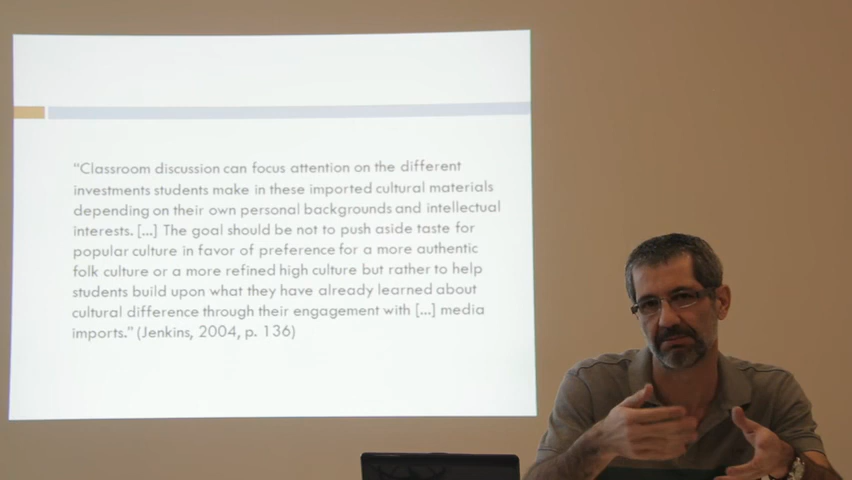 “Classroom discussion can focus attention on the different
investments students make in these imported cultural materials
depending on their own personal backgrounds and intellectual
interests. [...] The goal should be not to push aside taste for
popular culture in favor of preference for a more authentic
folk culture or a more refined high culture but rather to help
students build upon what they have already learned about
cultural difference through their engagement with [...] media
imports.” (Jenkins, 2004, p. 136)